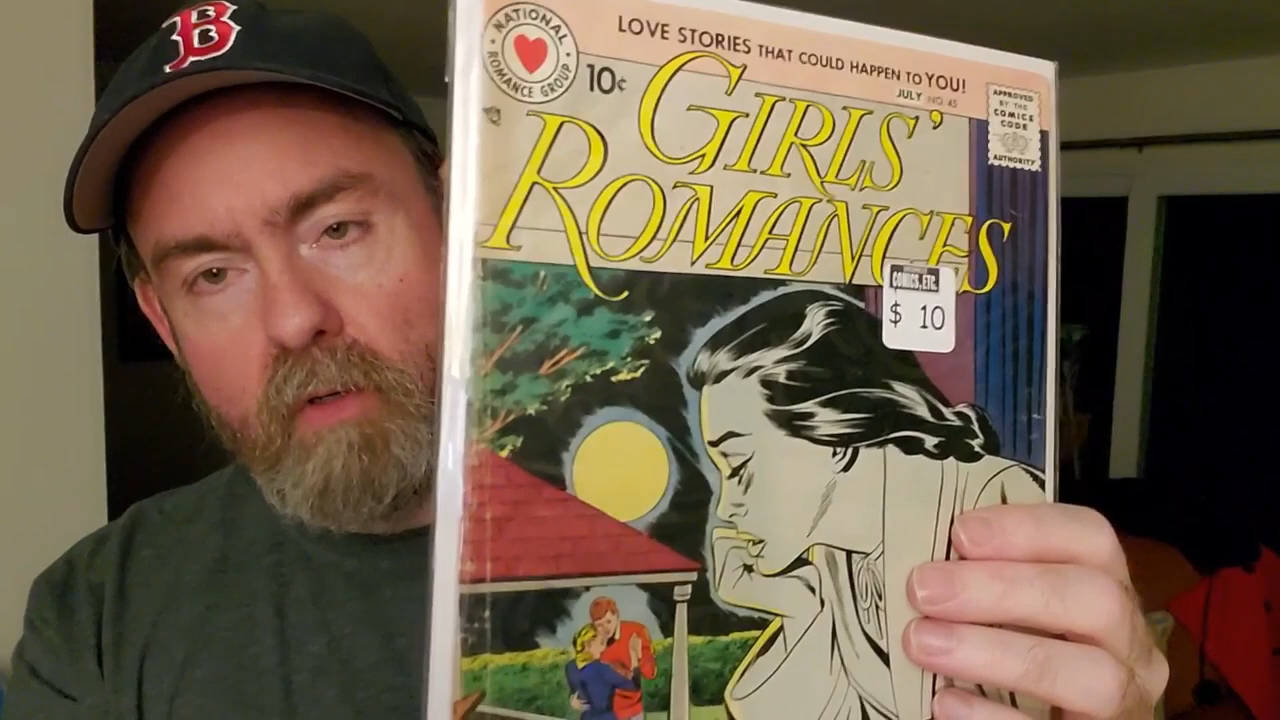 B
NATIONAL
ROMANCE GROUP
LOVE STORIES THAT COULD HAPPEN TO YOU!
10¢
JULY NO. 45
GIRLS'
ROMANCES
APPROVED
BY THE
COMICS
CODE
AUTHORITY
COMICS, ETC.
$ 10